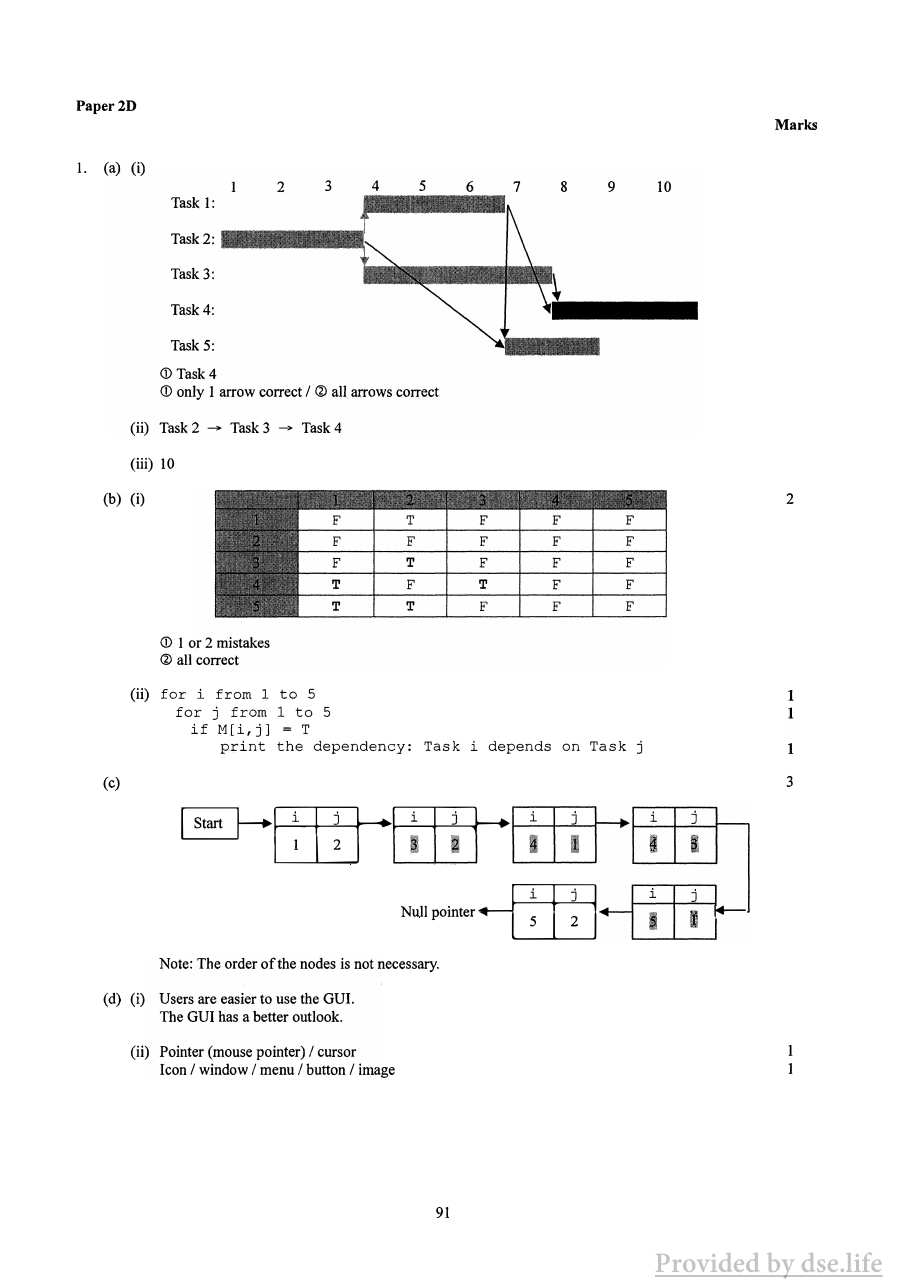 Paper 2D
Marks
1. (a) (i)
1 2 3 4 5 6 7 8 9 10
Task 1:
Task 2:
Task 3:
Task 4:
Task 5:
① Task 4
① only 1 arrow correct / ② all arrows correct
(ii) Task 2 → Task 3 → Task 4
(iii) 10
(b) (i) 2
1 2 3 4 5
1 F T F F F
2 F F F F F
3 F T F F F
4 T F T F F
5 T T F F F
① 1 or 2 mistakes
② all correct
(ii) for i from 1 to 5 1
for j from 1 to 5 1
if M[i,j] = T
print the dependency: Task i depends on Task j 1
(c) 3
Start
i j i j i j i j
1 2 3 2 4 1 4
i j i j
Null pointer 5 2 5
Note: The order of the nodes is not necessary.
(d) (i) Users are easier to use the GUI.
The GUI has a better outlook.
(ii) Pointer (mouse pointer) / cursor 1
Icon / window / menu / button / image 1
91
Provided by dse.life